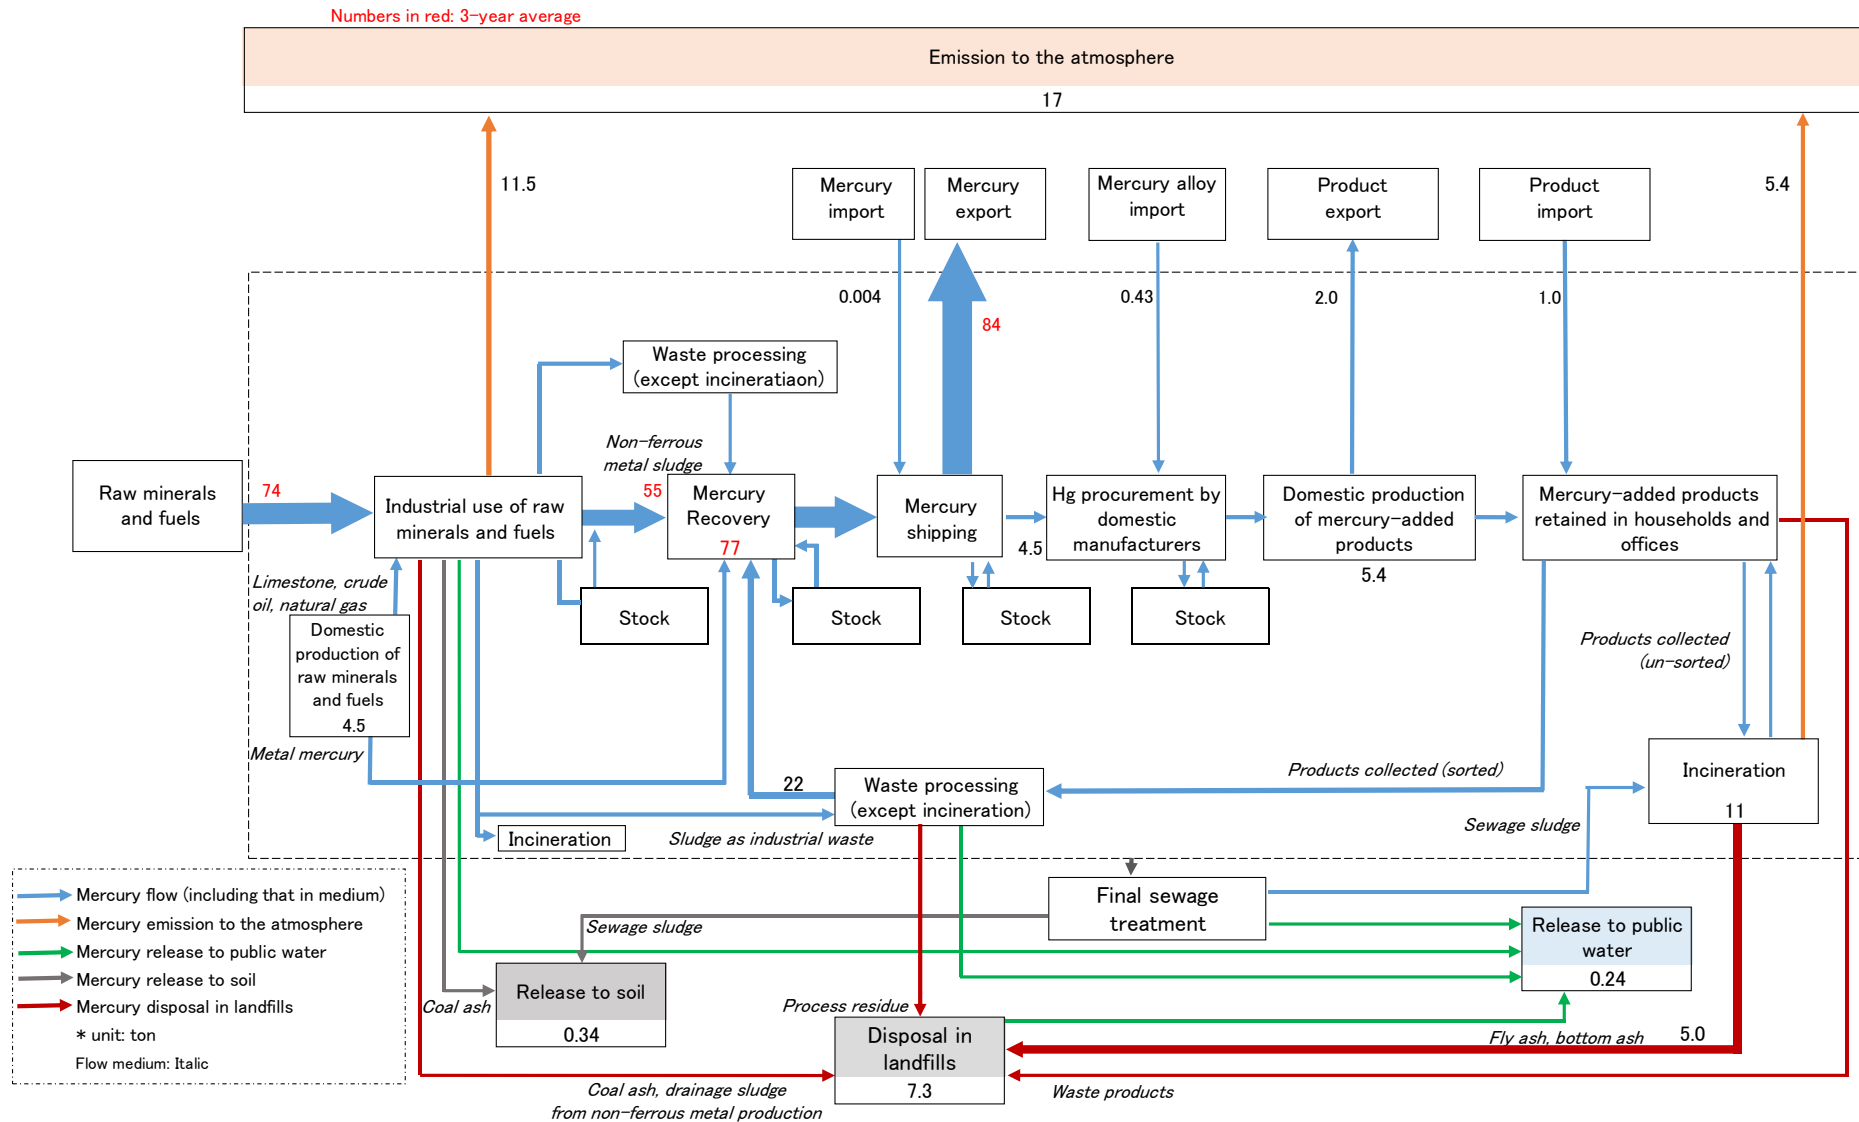 Numbers in red: 3-year average
Emission to the atmosphere
17
11.5
5.4
Mercury
import
Mercury
export
Mercury alloy
import
Product
export
Product
import
0.004
84
0.43
2.0
1.0
Waste processing
(except incineratiaon)
Non-ferrous
metal sludge
Raw minerals
and fuels
74
Industrial use of raw
minerals and fuels
55
Mercury
Recovery
77
Mercury
shipping
4.5
Hg procurement by
domestic
manufacturers
Domestic production
of mercury-added
products
5.4
Mercury-added products
retained in households and
offices
Limestone, crude
oil, natural gas
Domestic
production of
raw minerals
and fuels
4.5
Metal mercury
Stock
Stock
Stock
Stock
Products collected
(un-sorted)
22
Waste processing
(except incineration)
Products collected (sorted)
Incineration
11
Incineration
Sludge as industrial waste
Sewage sludge
Mercury flow (including that in medium)
Mercury emission to the atmosphere
Mercury release to public water
Mercury release to soil
Mercury disposal in landfills
* unit: ton
Flow medium: Italic
Final sewage
treatment
Sewage sludge
Release to public
water
0.24
Coal ash
Release to soil
0.34
Process residue
Disposal in
landfills
7.3
Fly ash, bottom ash
5.0
Coal ash, drainage sludge
from non-ferrous metal production
Waste products